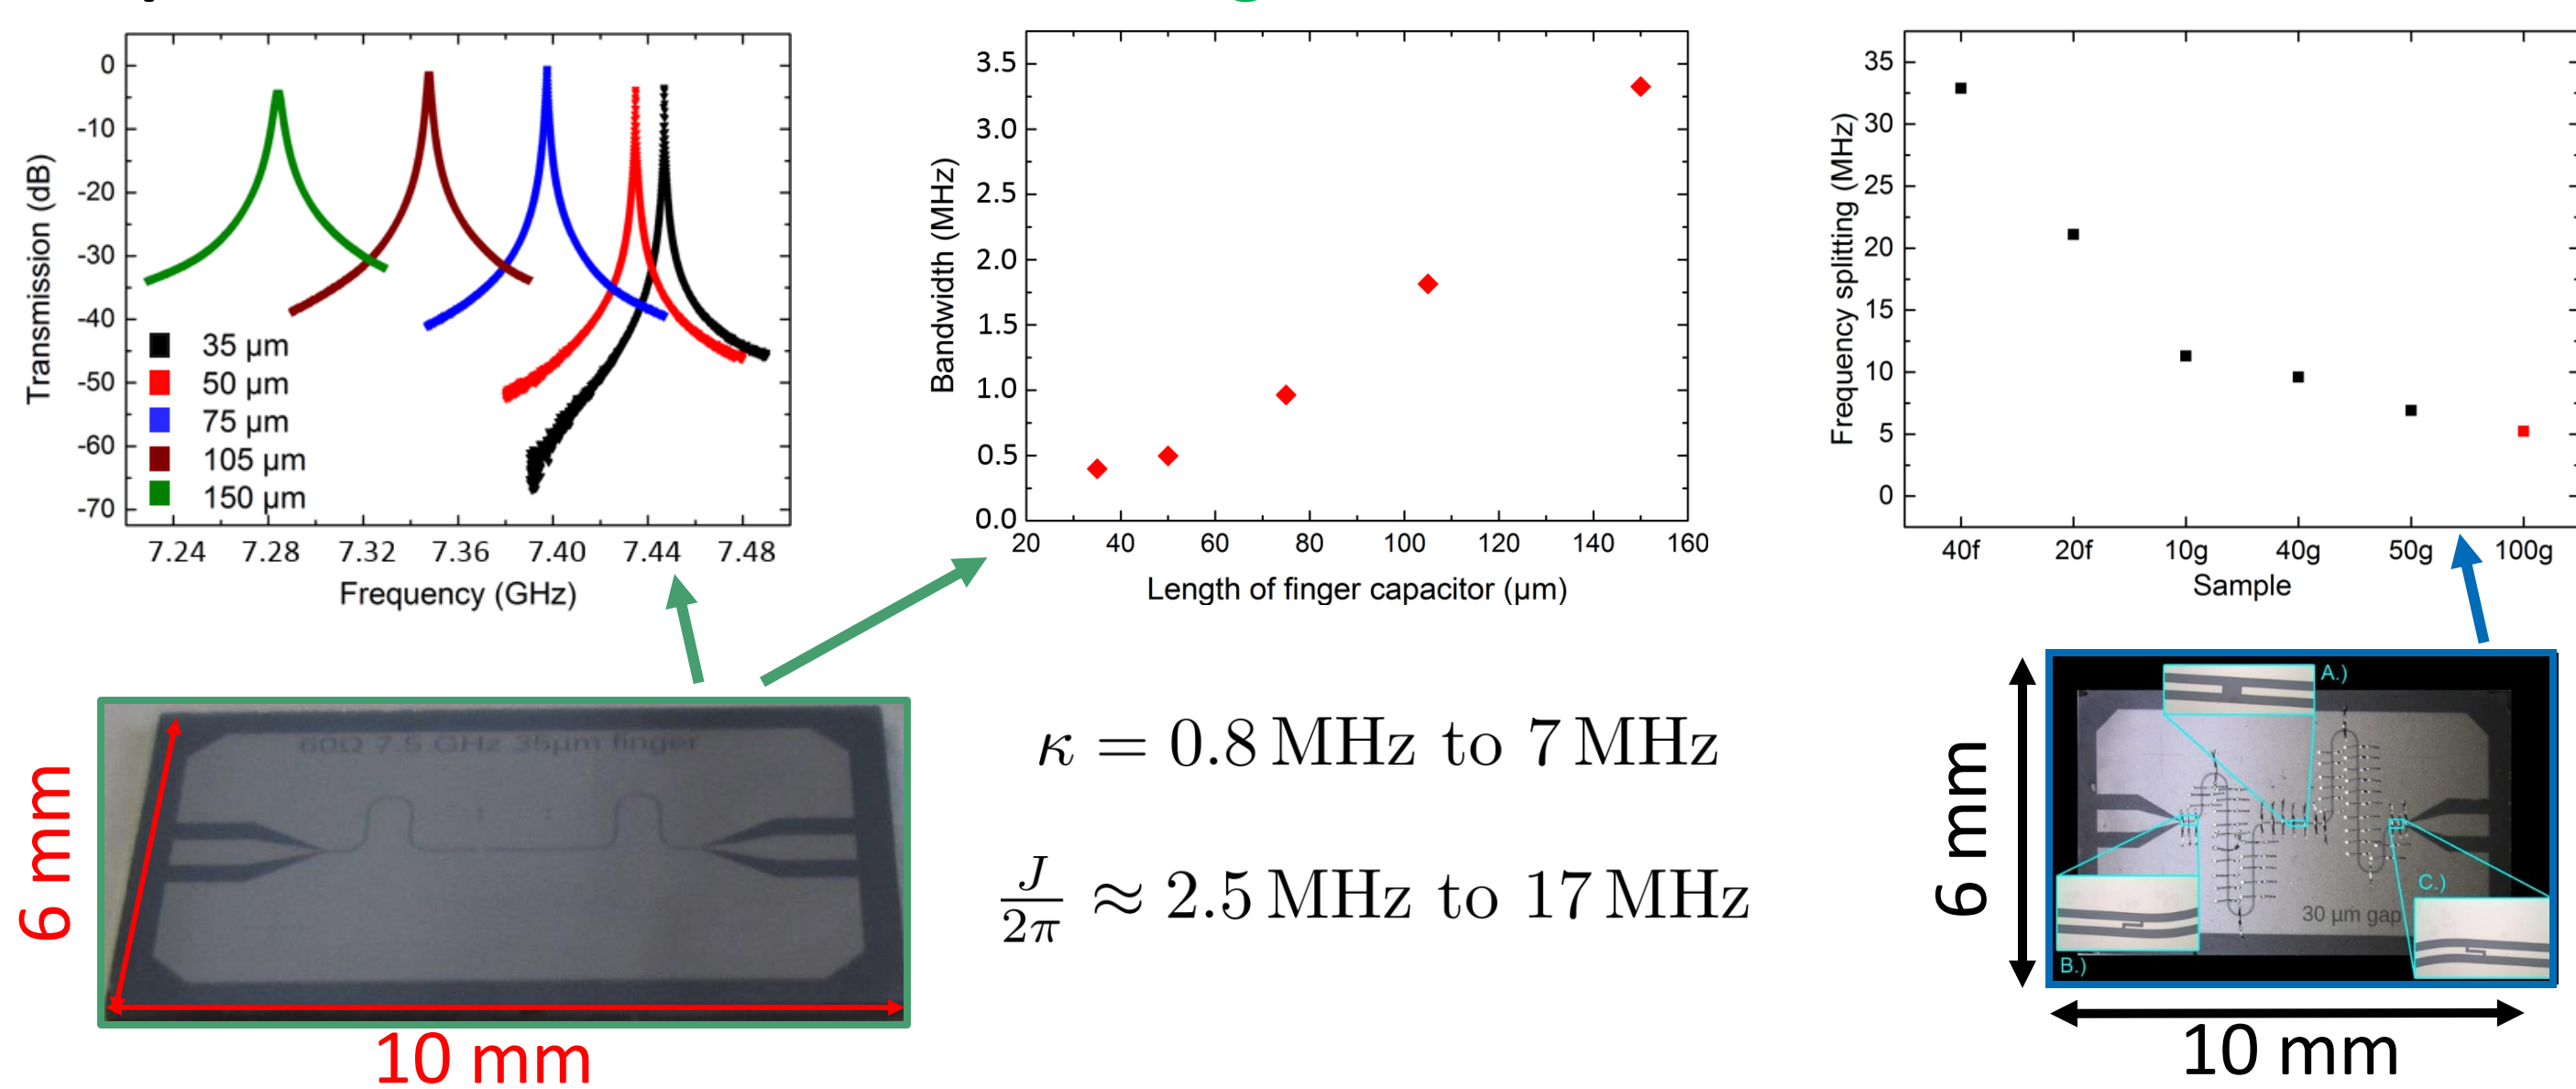 0
-10
-20
-30
-40
-50
-60
-70
Transmission (dB)
35 µm
50 µm
75 µm
105 µm
150 µm
7.24 7.28 7.32 7.36 7.40 7.44 7.48
Frequency (GHz)
3.5
3.0
2.5
2.0
1.5
1.0
0.5
0.0
Bandwidth (MHz)
20 40 60 80 100 120 140 160
Length of finger capacitor (µm)
35
30
25
20
15
10
5
0
Frequency splitting (MHz)
40f 20f 10g 40g 50g 100g
Sample
60Ω 7.5 GHz 35µm finger
6 mm
10 mm
κ = 0.8 MHz to 7 MHz
J/2π ≈ 2.5 MHz to 17 MHz
A.)
B.)
C.)
30 µm gap
6 mm
10 mm